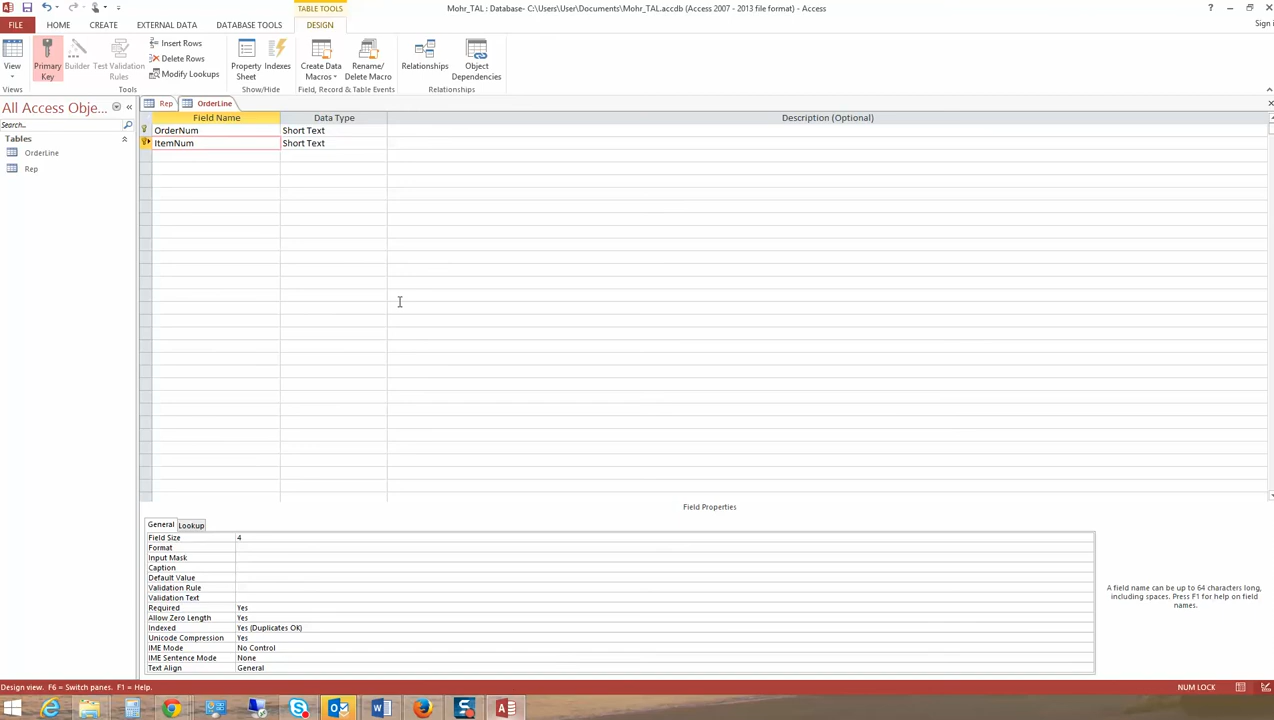 TABLE TOOLS
Mohr_TAL : Database- C:\Users\User\Documents\Mohr_TAL.accdb (Access 2007 - 2013 file format) - Access
?
FILE HOME CREATE EXTERNAL DATA DATABASE TOOLS DESIGN
Sign i
View
Primary Key
Builder
Test Validation Rules
Insert Rows
Delete Rows
Modify Lookups
Property Sheet
Indexes
Create Data Macros
Rename/ Delete Macro
Relationships
Object Dependencies
Views Tools Show/Hide Field, Record & Table Events Relationships
All Access Obje...
Search...
Tables
OrderLine
Rep
Rep OrderLine
Field Name Data Type Description (Optional)
OrderNum Short Text
ItemNum Short Text
Field Properties
General Lookup
Field Size 4
Format
Input Mask
Caption
Default Value
Validation Rule
Validation Text
Required Yes
Allow Zero Length Yes
Indexed Yes (Duplicates OK)
Unicode Compression Yes
IME Mode No Control
IME Sentence Mode None
Text Align General
A field name can be up to 64 characters long,
including spaces. Press F1 for help on field
names.
Design view. F6 = Switch panes. F1 = Help.
NUM LOCK